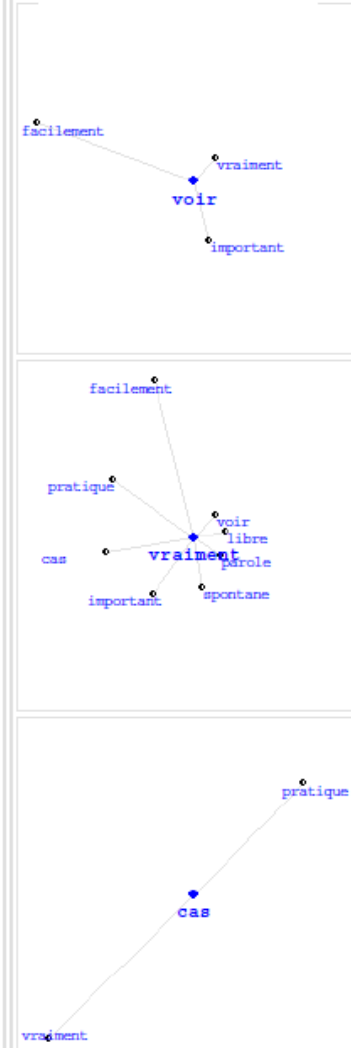 facilement
vraiment
voir
important
facilement
pratique
voir
libre
vraiment
cas
parole
important
spontane
pratique
cas
vraiment